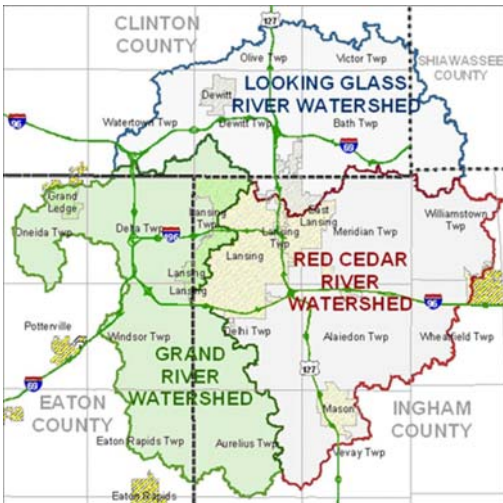 CLINTON
COUNTY
127
Olive Twp
Victor Twp
SHIAWASSEE
COUNTY
LOOKING GLASS
RIVER WATERSHED
Dewitt
Watertown Twp
Dewitt Twp
Bath Twp
96
69
Grand
Ledge
Oneida Twp
Delta Twp
Lansing
Twp
496
East
Lansing
Lansing
Twp
Meridian Twp
Williamstown
Twp
Lansing
Lansing
Lansing
RED CEDAR
RIVER
WATERSHED
96
Potterville
Windsor Twp
Delhi Twp
Alaiedon Twp
Wheatfield Twp
GRAND
RIVER
WATERSHED
69
127
EATON
COUNTY
Mason
INGHAM
COUNTY
Eaton Rapids Twp
Aurelius Twp
Vevay Twp
Eaton Rapids